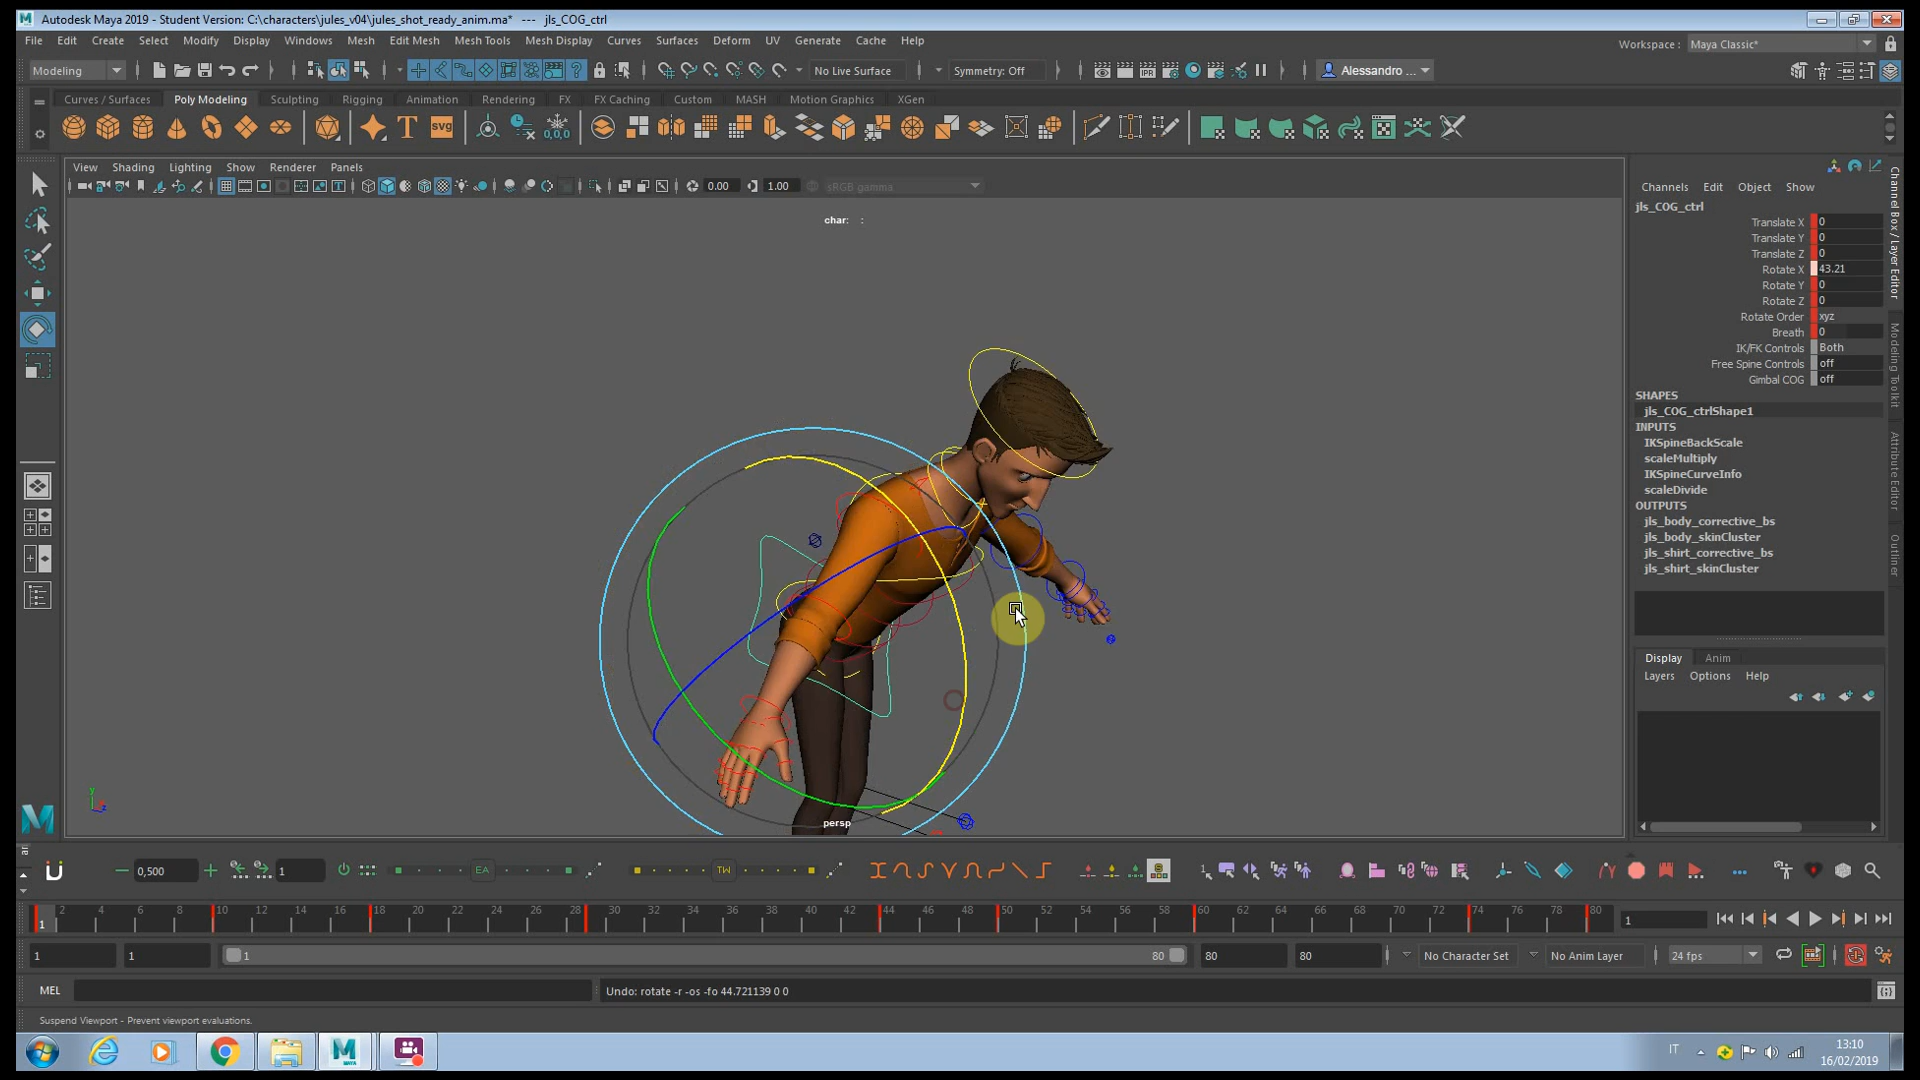 Autodesk Maya 2019 - Student Version: C:\characters\jules_v04\jules_shot_ready_anim.ma* --- jls_COG_ctrl
File Edit Create Select Modify Display Windows Mesh Edit Mesh Mesh Tools Mesh Display Curves Surfaces Deform UV Generate Cache Help
Workspace : Maya Classic*
Modeling
No Live Surface
Symmetry: Off
IPR
Alessandro ...
Curves / Surfaces Poly Modeling Sculpting Rigging Animation Rendering FX FX Caching Custom MASH Motion Graphics XGen
T svg 0,0,0
View Shading Lighting Show Renderer Panels
0.00 1.00 sRGB gamma
char: :
persp
Channels Edit Object Show
jls_COG_ctrl
Translate X 0
Translate Y 0
Translate Z 0
Rotate X 43.21
Rotate Y 0
Rotate Z 0
Rotate Order xyz
Breath 0
IK/FK Controls Both
Free Spine Controls off
Gimbal COG off
SHAPES
jls_COG_ctrlShape1
INPUTS
IKSpineBackScale
scaleMultiply
IKSpineCurveInfo
scaleDivide
OUTPUTS
jls_body_corrective_bs
jls_body_skinCluster
jls_shirt_corrective_bs
jls_shirt_skinCluster
Display Anim
Layers Options Help
Channel Box / Layer Editor
Modeling Toolkit
Attribute Editor
Outliner
0,500 1 EA TW
2 4 6 8 10 12 14 16 18 20 22 24 26 28 30 32 34 36 38 40 42 44 46 48 50 52 54 56 58 60 62 64 66 68 70 72 74 76 78 80
1
1
1 1 1 80 80 80 No Character Set No Anim Layer 24 fps
MEL
Undo: rotate -r -os -fo 44.721139 0 0
Suspend Viewport - Prevent viewport evaluations.
IT
13:10
16/02/2019